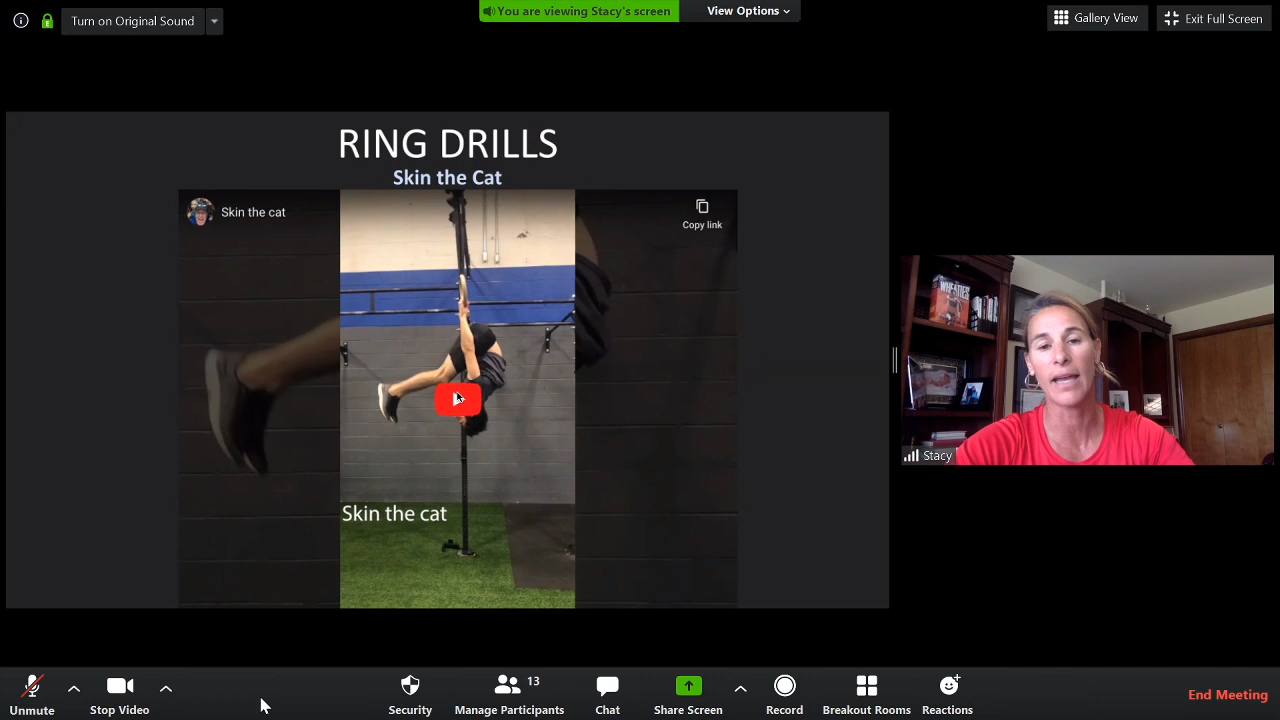 Turn on Original Sound
You are viewing Stacy's screen
View Options
Gallery View
Exit Full Screen
RING DRILLS
Skin the Cat
Skin the cat
Copy link
Skin the cat
WHEATIES
Stacy
Unmute
Stop Video
Security
13
Manage Participants
Chat
Share Screen
Record
Breakout Rooms
Reactions
End Meeting